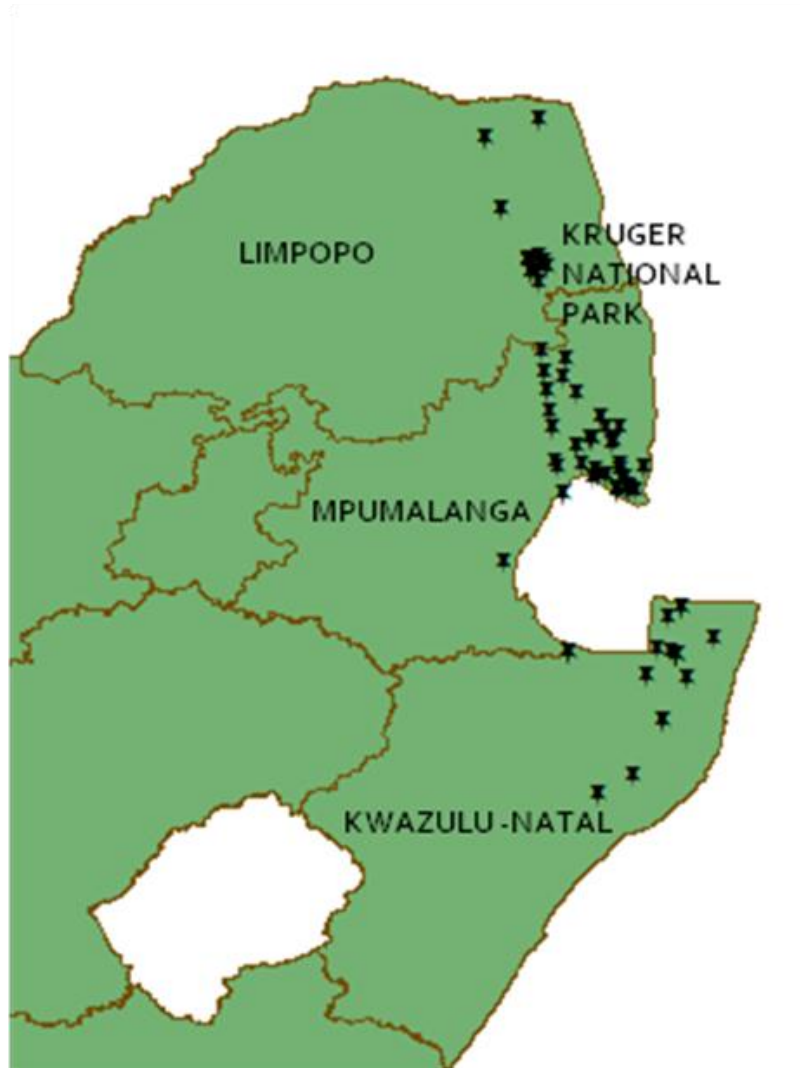 LIMPOPO
KRUGER
NATIONAL
PARK
MPUMALANGA
KWAZULU-NATAL